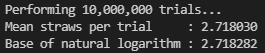 Performing 10,000,000 trials...
Mean straws per trial     : 2.718030
Base of natural logarithm : 2.718282